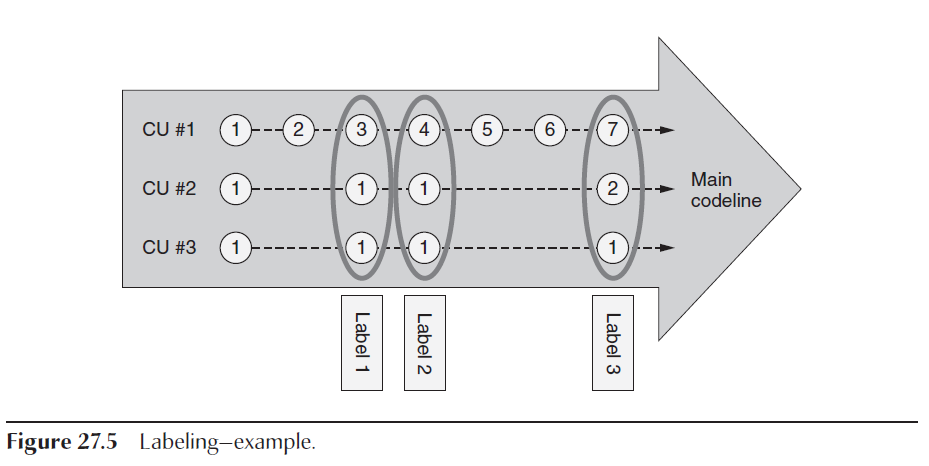 CU #1 1 2 3 4 5 6 7
CU #2 1 1 1 2
CU #3 1 1 1 1
Main
codeline
Label 1
Label 2
Label 3
Figure 27.5 Labeling—example.